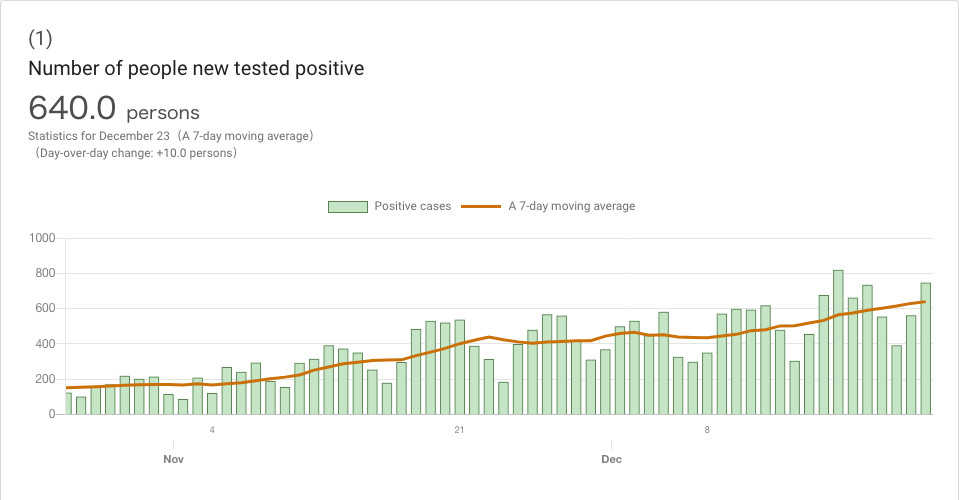 (1)
Number of people new tested positive
640.0 persons
Statistics for December 23（A 7-day moving average）
（Day-over-day change: +10.0 persons）
Positive cases A 7-day moving average
1000
800
600
400
200
0
4 21 8
Nov Dec